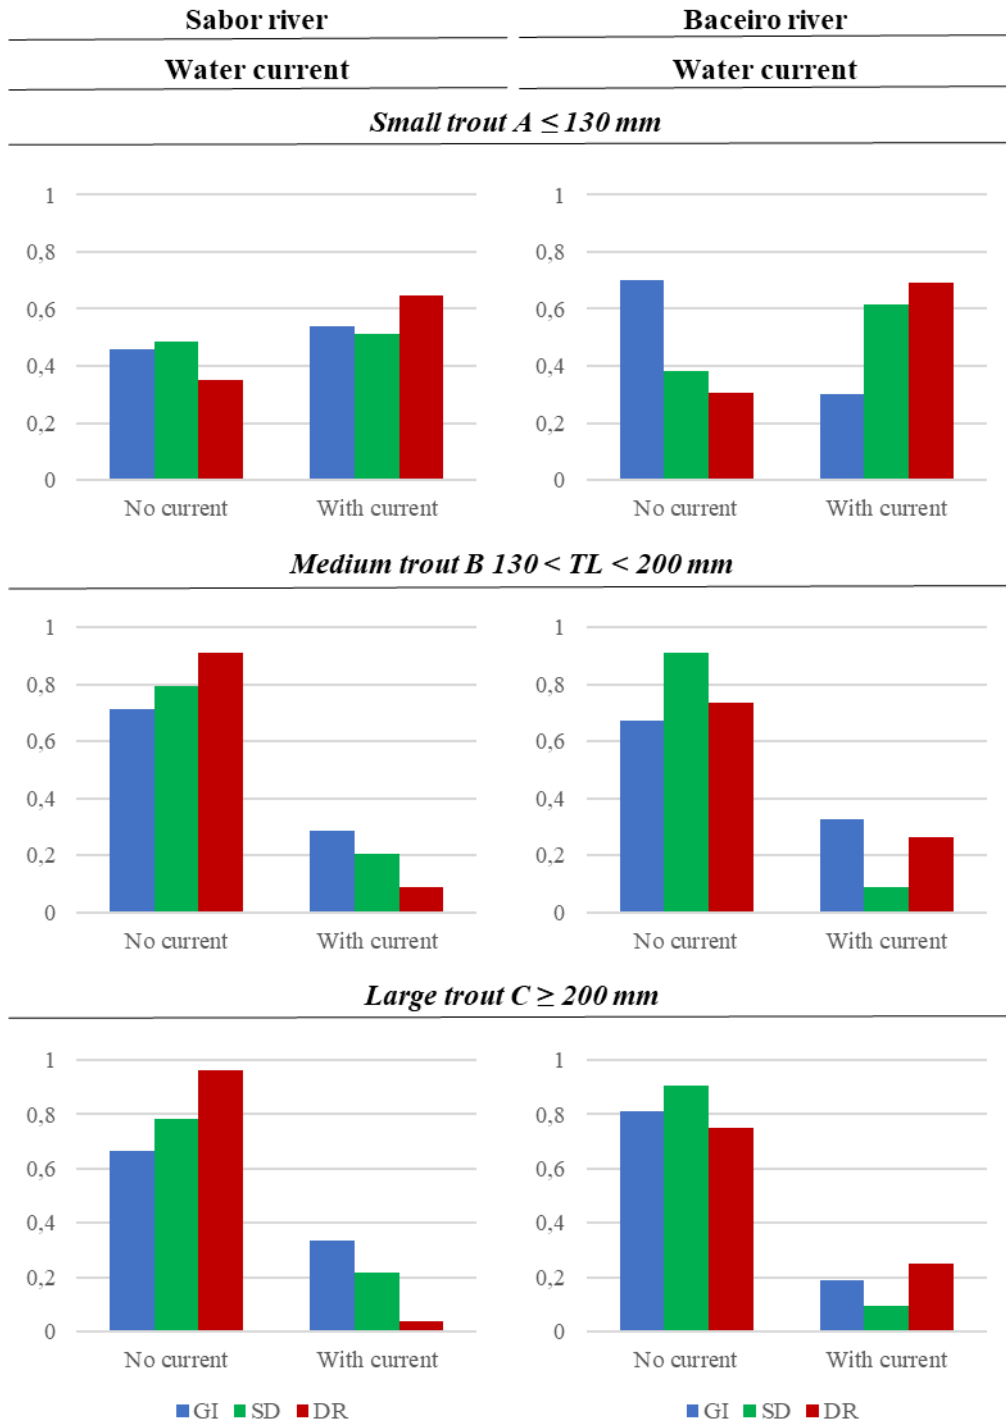 Sabor river Baceiro river
Water current Water current
Small trout A ≤ 130 mm
1 1
0,8 0,8
0,6 0,6
0,4 0,4
0,2 0,2
0 0
No current With current No current With current
Medium trout B 130 < TL < 200 mm
1 1
0,8 0,8
0,6 0,6
0,4 0,4
0,2 0,2
0 0
No current With current No current With current
Large trout C ≥ 200 mm
1 1
0,8 0,8
0,6 0,6
0,4 0,4
0,2 0,2
0 0
No current With current No current With current
GI SD DR GI SD DR